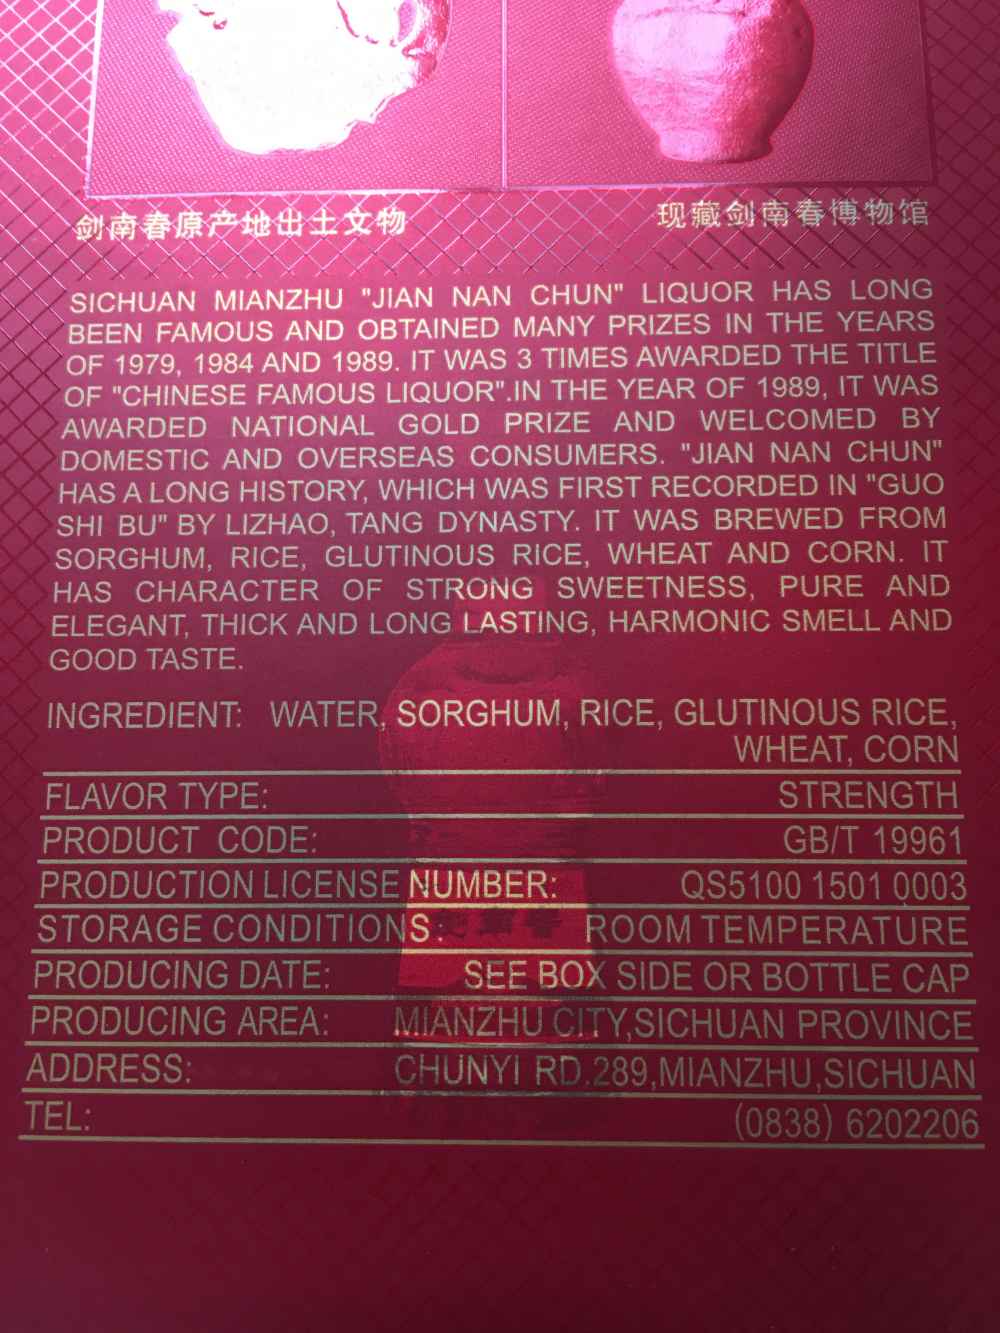 剑南春原产地出土文物
现藏剑南春博物馆
SICHUAN MIANZHU "JIAN NAN CHUN" LIQUOR HAS LONG
BEEN FAMOUS AND OBTAINED MANY PRIZES IN THE YEARS
OF 1979, 1984 AND 1989. IT WAS 3 TIMES AWARDED THE TITLE
OF "CHINESE FAMOUS LIQUOR".IN THE YEAR OF 1989, IT WAS
AWARDED NATIONAL GOLD PRIZE AND WELCOMED BY
DOMESTIC AND OVERSEAS CONSUMERS. "JIAN NAN CHUN"
HAS A LONG HISTORY, WHICH WAS FIRST RECORDED IN "GUO
SHI BU" BY LIZHAO, TANG DYNASTY. IT WAS BREWED FROM
SORGHUM, RICE, GLUTINOUS RICE, WHEAT AND CORN. IT
HAS CHARACTER OF STRONG SWEETNESS, PURE AND
ELEGANT, THICK AND LONG LASTING, HARMONIC SMELL AND
GOOD TASTE.
INGREDIENT: WATER, SORGHUM, RICE, GLUTINOUS RICE,
WHEAT, CORN
FLAVOR TYPE: STRENGTH
PRODUCT CODE: GB/T 19961
PRODUCTION LICENSE NUMBER: QS5100 1501 0003
STORAGE CONDITIONS: ROOM TEMPERATURE
PRODUCING DATE: SEE BOX SIDE OR BOTTLE CAP
PRODUCING AREA: MIANZHU CITY,SICHUAN PROVINCE
ADDRESS: CHUNYI RD.289,MIANZHU,SICHUAN
TEL: (0838) 6202206